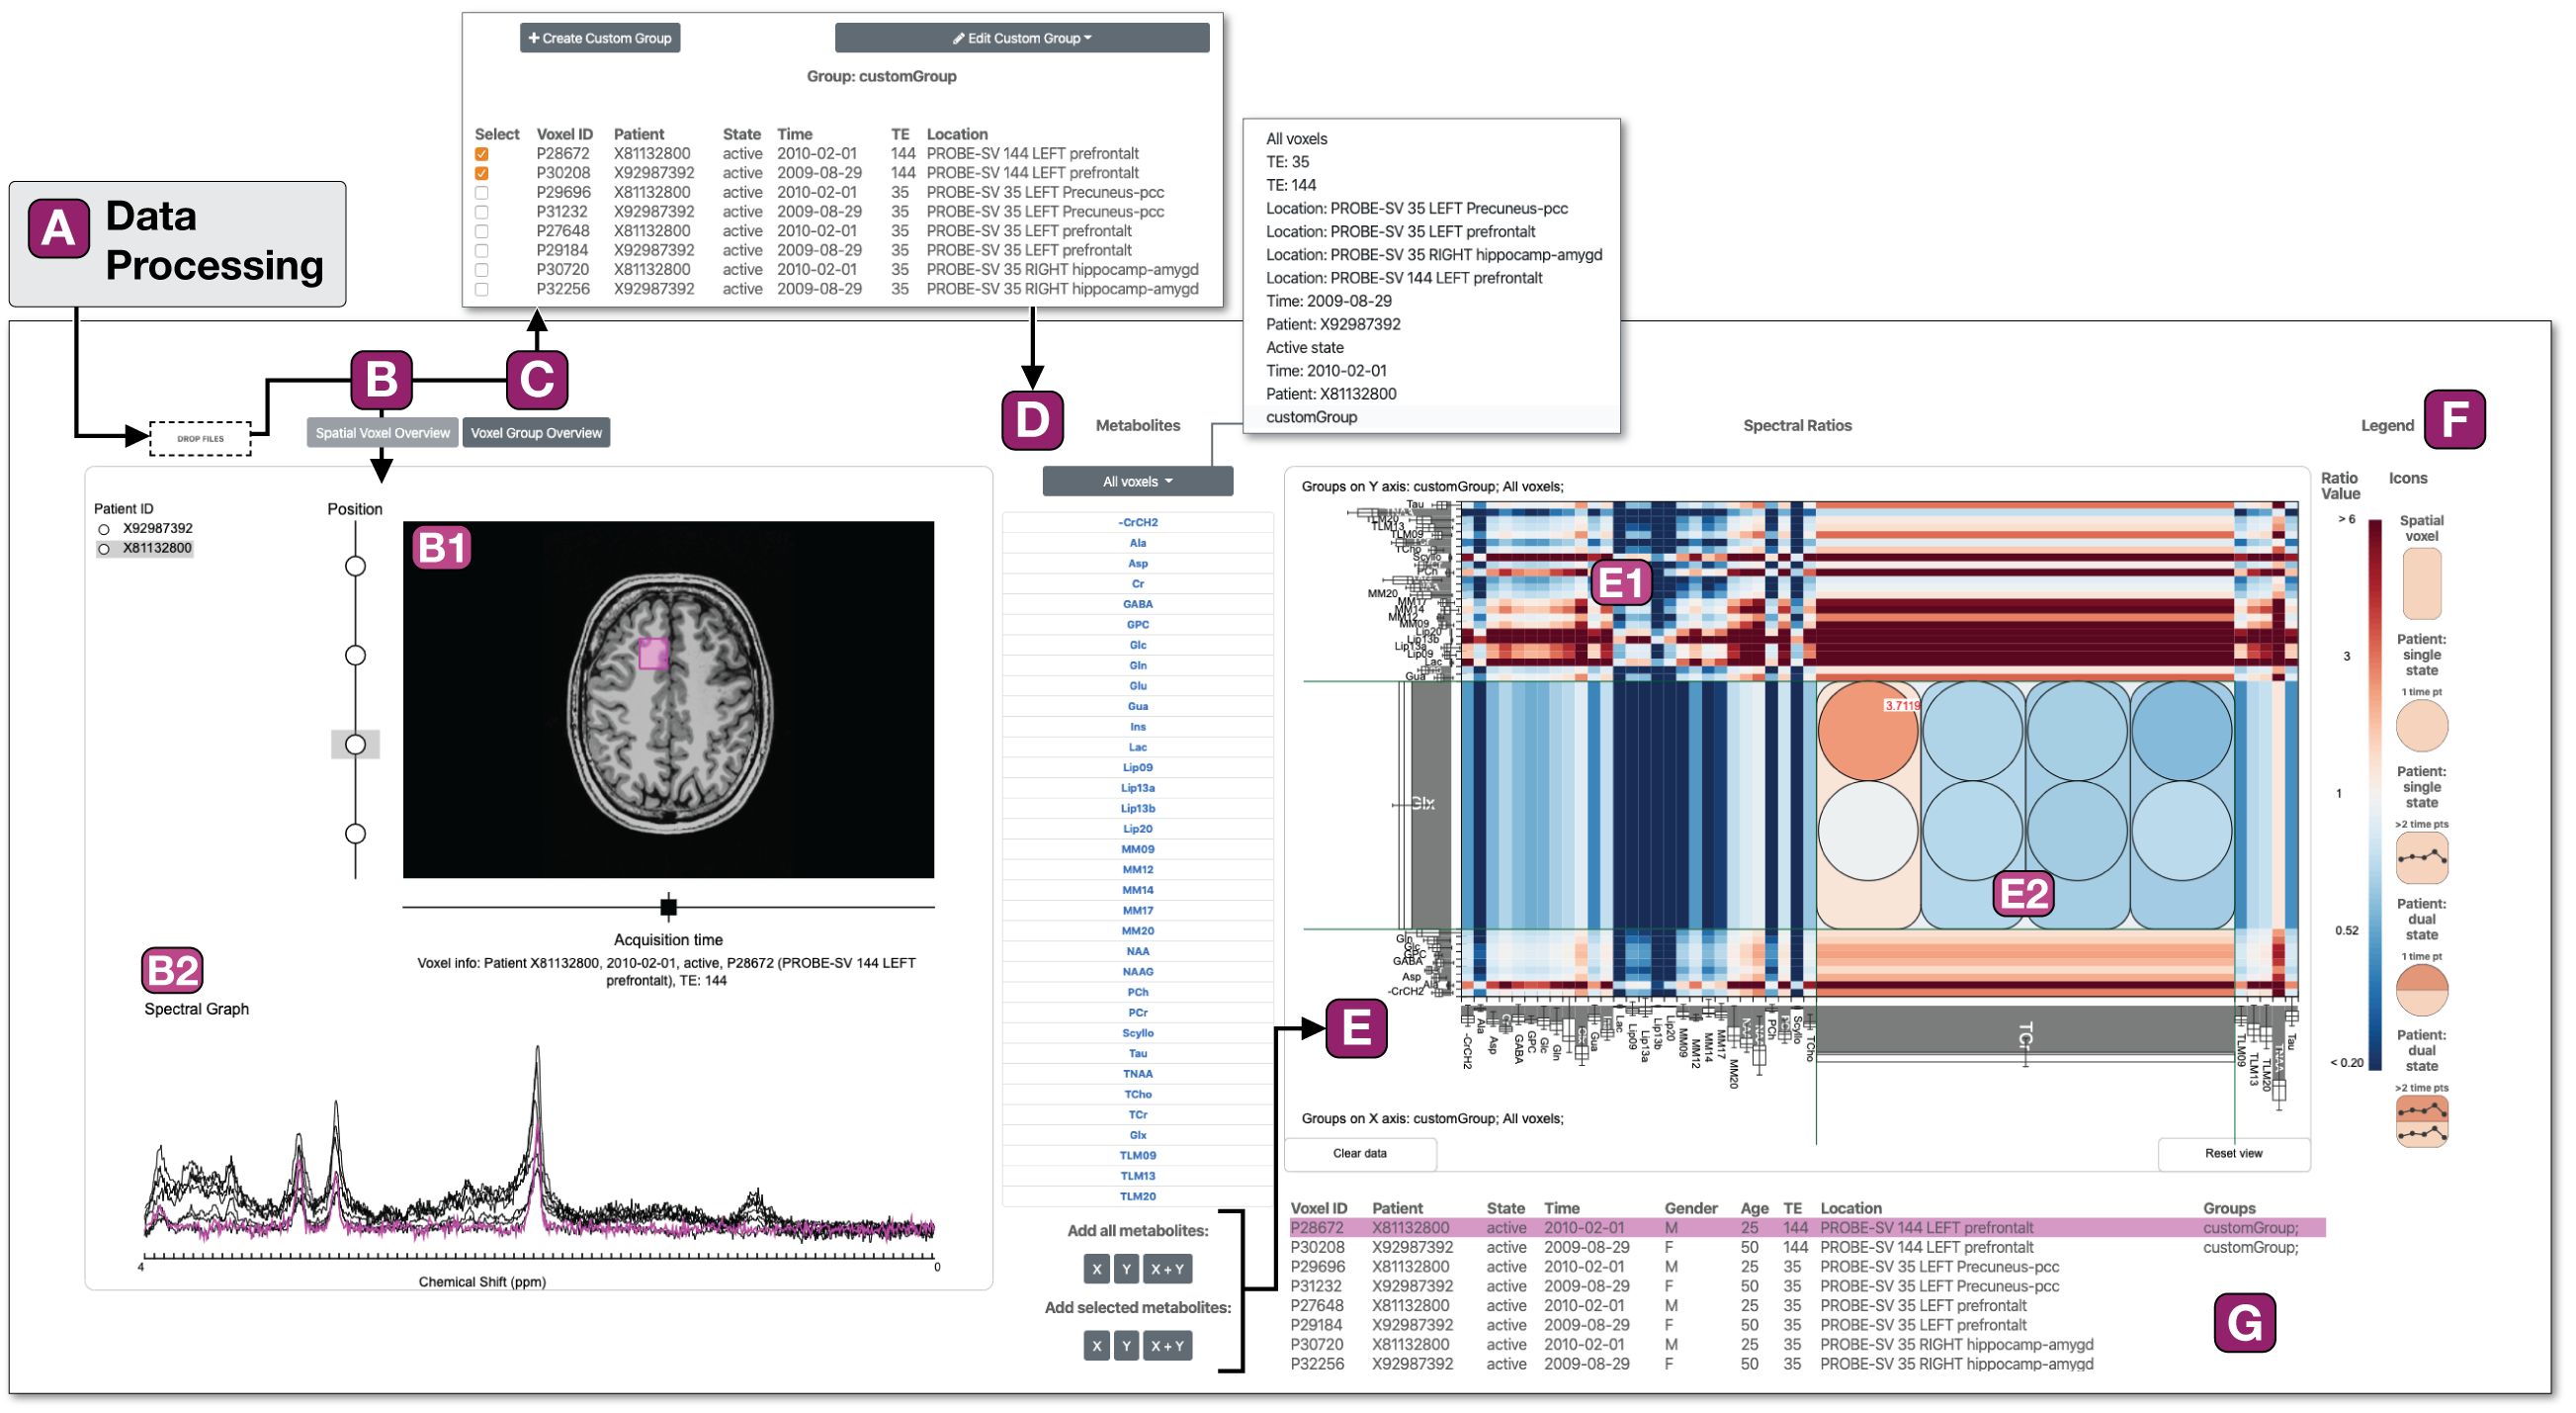 + Create Custom Group
Edit Custom Group
Group: customGroup
Select Voxel ID Patient State Time TE Location
P28672 X81132800 active 2010-02-01 144 PROBE-SV 144 LEFT prefrontalt
P30208 X92987392 active 2009-08-29 144 PROBE-SV 144 LEFT prefrontalt
P29696 X81132800 active 2010-02-01 35 PROBE-SV 35 LEFT Precuneus-pcc
P31232 X92987392 active 2009-08-29 35 PROBE-SV 35 LEFT Precuneus-pcc
P27648 X81132800 active 2010-02-01 35 PROBE-SV 35 LEFT prefrontalt
P29184 X92987392 active 2009-08-29 35 PROBE-SV 35 LEFT prefrontalt
P30720 X81132800 active 2010-02-01 35 PROBE-SV 35 RIGHT hippocamp-amygd
P32256 X92987392 active 2009-08-29 35 PROBE-SV 35 RIGHT hippocamp-amygd
A Data
Processing
All voxels
TE: 35
TE: 144
Location: PROBE-SV 35 LEFT Precuneus-pcc
Location: PROBE-SV 35 LEFT prefrontalt
Location: PROBE-SV 35 RIGHT hippocamp-amygd
Location: PROBE-SV 144 LEFT prefrontalt
Time: 2009-08-29
Patient: X92987392
Active state
Time: 2010-02-01
Patient: X81132800
customGroup
B
C
DROP FILES
Spatial Voxel Overview
Voxel Group Overview
Patient ID
X92987392
X81132800
Position
B1
Acquisition time
Voxel info: Patient X81132800, 2010-02-01, active, P28672 (PROBE-SV 144 LEFT
prefrontalt), TE: 144
B2
Spectral Graph
4
0
Chemical Shift (ppm)
D
Metabolites
All voxels
-CrCH2
Ala
Asp
Cr
GABA
GPC
Glc
Gln
Glu
Gua
Ins
Lac
Lip09
Lip13a
Lip13b
Lip20
MM09
MM12
MM14
MM17
MM20
NAA
NAAG
PCh
PCr
Scyllo
Tau
TNAA
TCho
TCr
Glx
TLM09
TLM13
TLM20
Add all metabolites:
X Y X + Y
Add selected metabolites:
X Y X + Y
E
Spectral Ratios
Groups on Y axis: customGroup; All voxels;
Tau
TLM20
TLM13
TLM09
TCho
Scyllo
PCh
MM20
MM17
MM14
MM12
MM09
Lip20
Lip13b
Lip13a
Lip09
Lac
Gua
Glx
Gln
Glc
GPC
GABA
Asp
Ala
-CrCH2
E1
3.7119
E2
-CrCH2
Ala
Asp
GABA
GPC
Glc
Gln
Gua
Lac
Lip09
Lip13a
Lip13b
Lip20
MM09
MM12
MM14
MM17
MM20
PCh
Scyllo
TCho
TCr
TLM09
TLM13
TLM20
Tau
Groups on X axis: customGroup; All voxels;
Clear data
Reset view
Legend
F
Ratio
Value
> 6
3
1
0.52
< 0.20
Icons
Spatial
voxel
Patient:
single
state
1 time pt
Patient:
single
state
>2 time pts
Patient:
dual
state
1 time pt
Patient:
dual
state
>2 time pts
Voxel ID Patient State Time Gender Age TE Location Groups
P28672 X81132800 active 2010-02-01 M 25 144 PROBE-SV 144 LEFT prefrontalt customGroup;
P30208 X92987392 active 2009-08-29 F 50 144 PROBE-SV 144 LEFT prefrontalt customGroup;
P29696 X81132800 active 2010-02-01 M 25 35 PROBE-SV 35 LEFT Precuneus-pcc
P31232 X92987392 active 2009-08-29 F 50 35 PROBE-SV 35 LEFT Precuneus-pcc
P27648 X81132800 active 2010-02-01 M 25 35 PROBE-SV 35 LEFT prefrontalt
P29184 X92987392 active 2009-08-29 F 50 35 PROBE-SV 35 LEFT prefrontalt
P30720 X81132800 active 2010-02-01 M 25 35 PROBE-SV 35 RIGHT hippocamp-amygd
P32256 X92987392 active 2009-08-29 F 50 35 PROBE-SV 35 RIGHT hippocamp-amygd
G